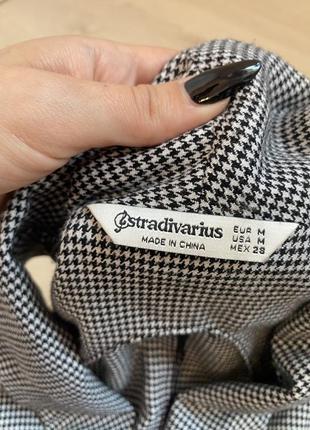 stradivarius
MADE IN CHINA
EUR M
USA M
MEX 28